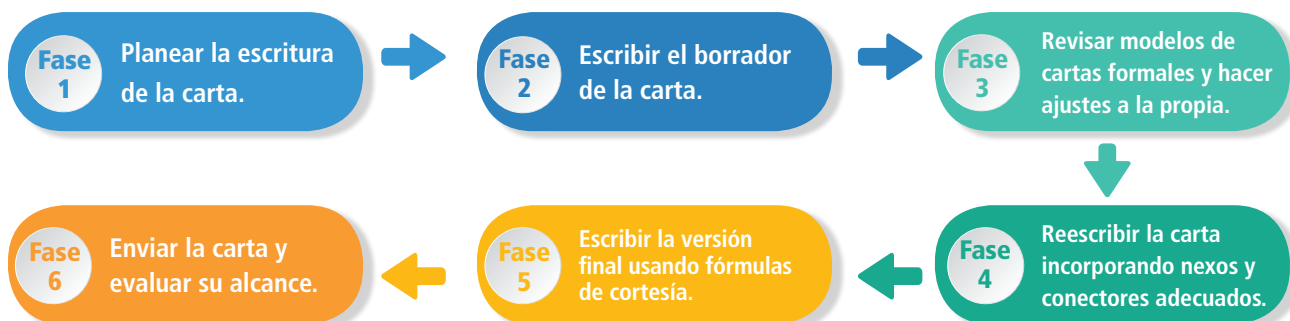 Fase
1
Planear la escritura
de la carta.
Fase
2
Escribir el borrador
de la carta.
Fase
3
Revisar modelos de
cartas formales y hacer
ajustes a la propia.
Fase
4
Reescribir la carta
incorporando nexos y
conectores adecuados.
Fase
5
Escribir la versión
final usando fórmulas
de cortesía.
Fase
6
Enviar la carta y
evaluar su alcance.